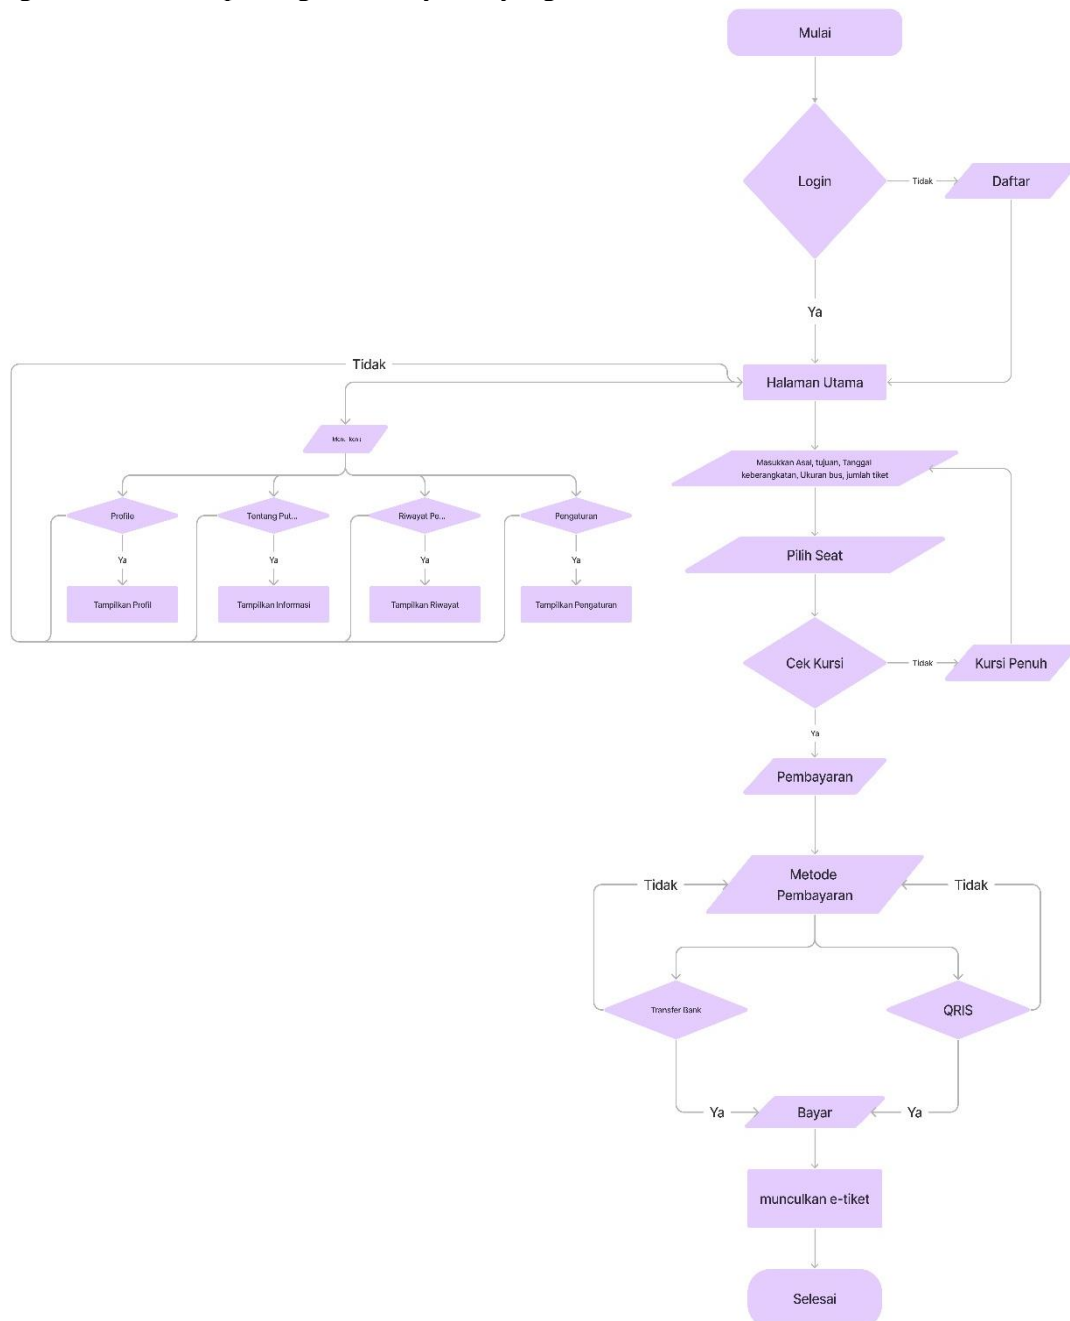 Mulai
Login
Tidak
Daftar
Ya
Tidak
Halaman Utama
Masukkan Asal, tujuan, Tanggal
keberangkatan, Ukuran bus, jumlah tiket
Profile
Tentang Put...
Riwayat Pe...
Pengaturan
Pilih Seat
Ya
Ya
Ya
Ya
Tampilkan Profil
Tampilkan Informasi
Tampilkan Riwayat
Tampilkan Pengaturan
Cek Kursi
Tidak
Kursi Penuh
Ya
Pembayaran
Metode
Pembayaran
Tidak
Tidak
Transfer Bank
QRIS
Ya
Bayar
Ya
munculkan e-tiket
Selesai